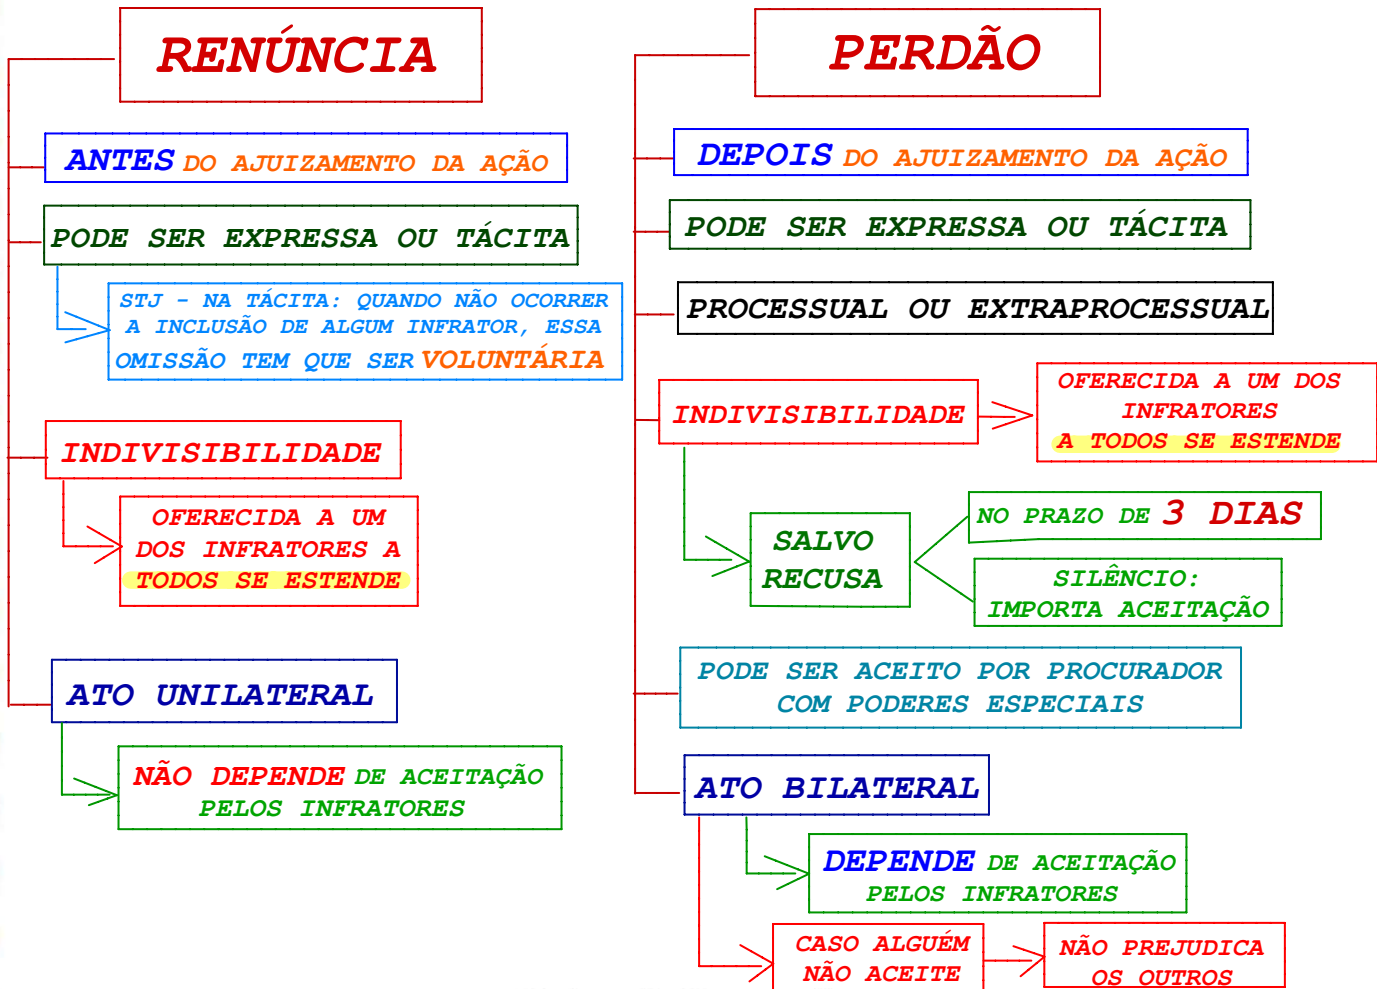 RENÚNCIA
ANTES DO AJUIZAMENTO DA AÇÃO
PODE SER EXPRESSA OU TÁCITA
STJ - NA TÁCITA: QUANDO NÃO OCORRER
A INCLUSÃO DE ALGUM INFRATOR, ESSA
OMISSÃO TEM QUE SER VOLUNTÁRIA
INDIVISIBILIDADE
OFERECIDA A UM
DOS INFRATORES A
TODOS SE ESTENDE
ATO UNILATERAL
NÃO DEPENDE DE ACEITAÇÃO
PELOS INFRATORES
PERDÃO
DEPOIS DO AJUIZAMENTO DA AÇÃO
PODE SER EXPRESSA OU TÁCITA
PROCESSUAL OU EXTRAPROCESSUAL
INDIVISIBILIDADE
OFERECIDA A UM DOS
INFRATORES
A TODOS SE ESTENDE
SALVO
RECUSA
NO PRAZO DE 3 DIAS
SILÊNCIO:
IMPORTA ACEITAÇÃO
PODE SER ACEITO POR PROCURADOR
COM PODERES ESPECIAIS
ATO BILATERAL
DEPENDE DE ACEITAÇÃO
PELOS INFRATORES
CASO ALGUÉM
NÃO ACEITE
NÃO PREJUDICA
OS OUTROS